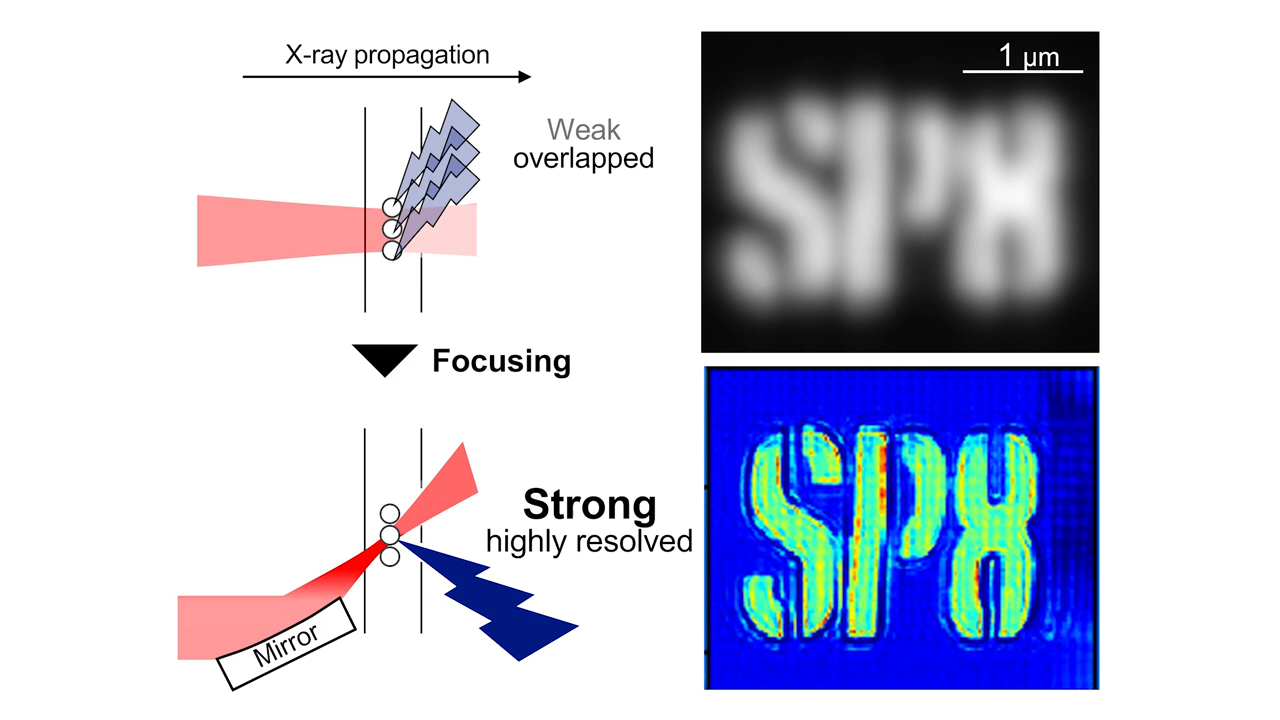 X-ray propagation
Weak
overlapped
Focusing
Strong
highly resolved
Mirror
1 μm
SP8
SP8